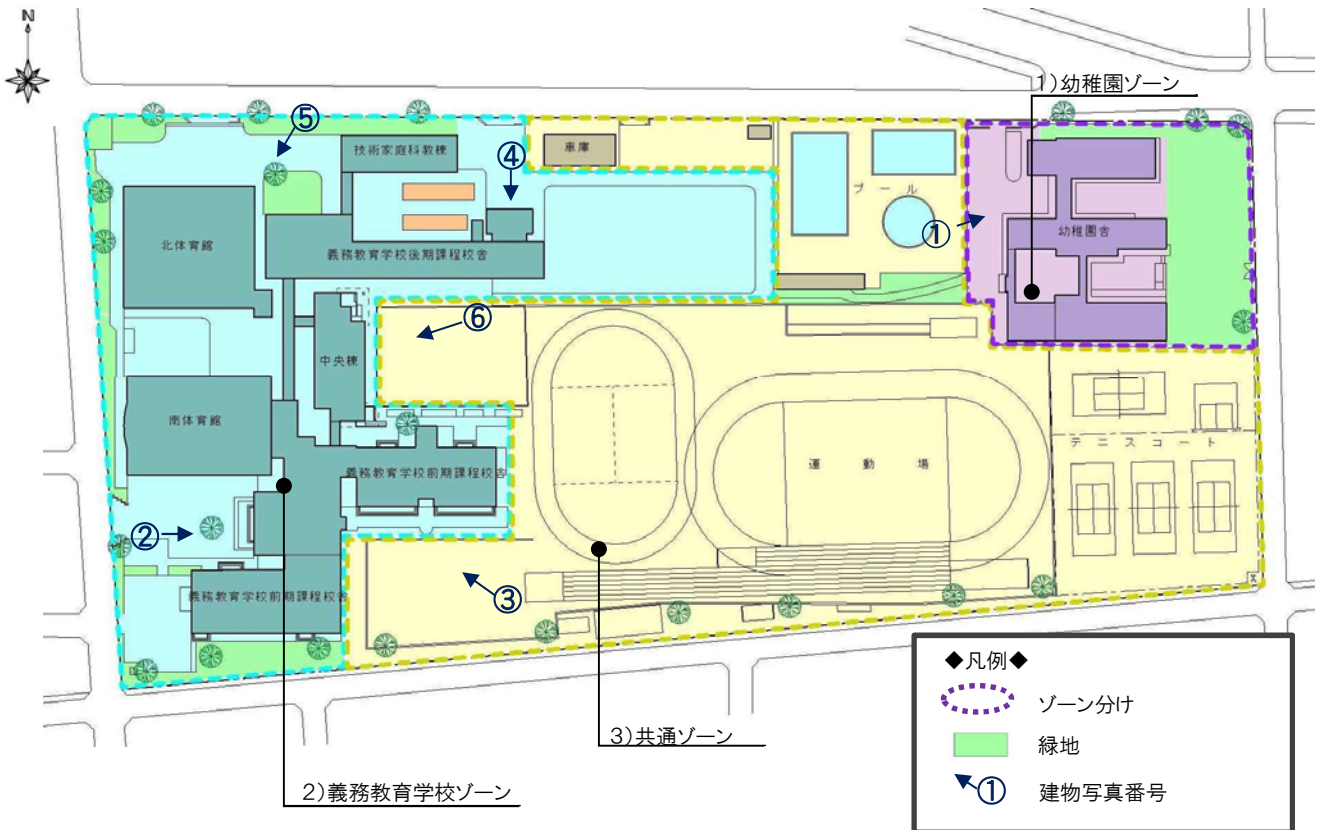 N
1)幼稚園ゾーン
⑤
技術家庭科教棟
④
車庫
プール
①
幼稚園舎
北体育館
義務教育学校後期課程校舎
⑥
中央棟
南体育館
テニスコート
義務教育学校前期課程校舎
運動場
②
③
義務教育学校前期課程校舎
◆凡例◆
ゾーン分け
緑地
① 建物写真番号
3)共通ゾーン
2)義務教育学校ゾーン